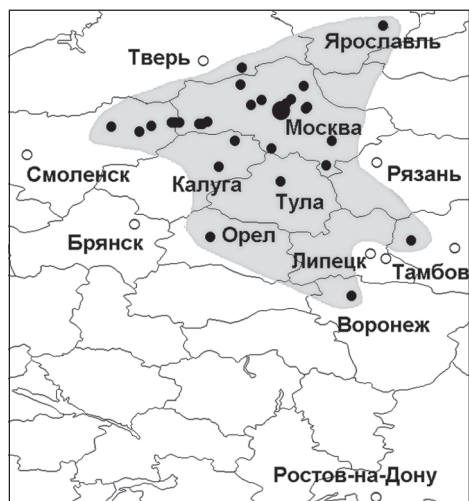 Ярославль
Тверь
Москва
Смоленск
Калуга
Рязань
Тула
Брянск
Орел
Липецк
Тамбов
Воронеж
Ростов-на-Дону